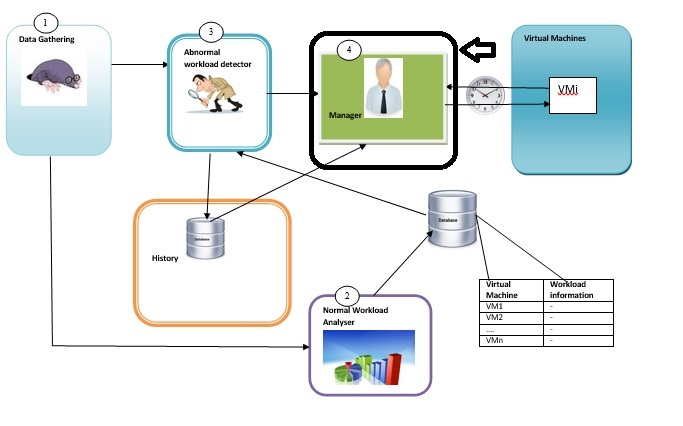 1
Data Gathering
3
Abnormal
workload detector
4
Manager
Virtual Machines
VMi
Database
History
Database
2
Normal Workload
Analyser
Virtual
Machine
Workload
information
VM1
-
VM2
-
....
-
VMn
-